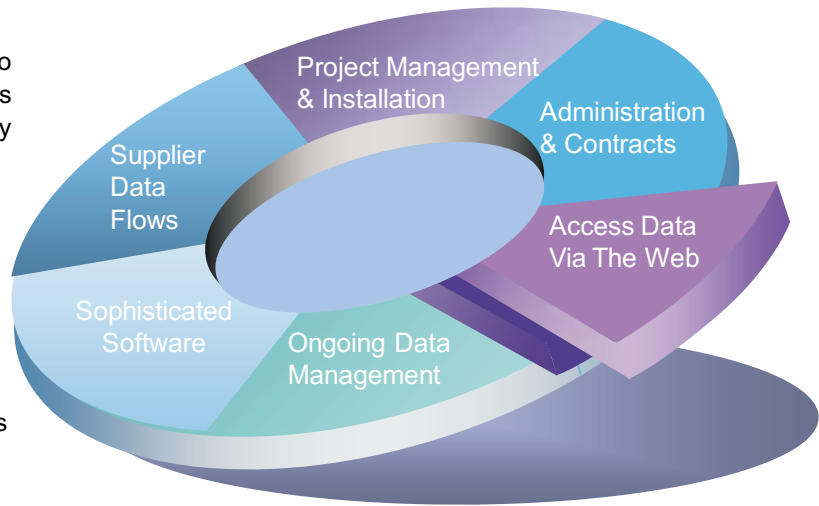 o
s
y
Project Management
& Installation
Administration
& Contracts
Supplier
Data
Flows
Access Data
Via The Web
Sophisticated
Software
Ongoing Data
Management
s